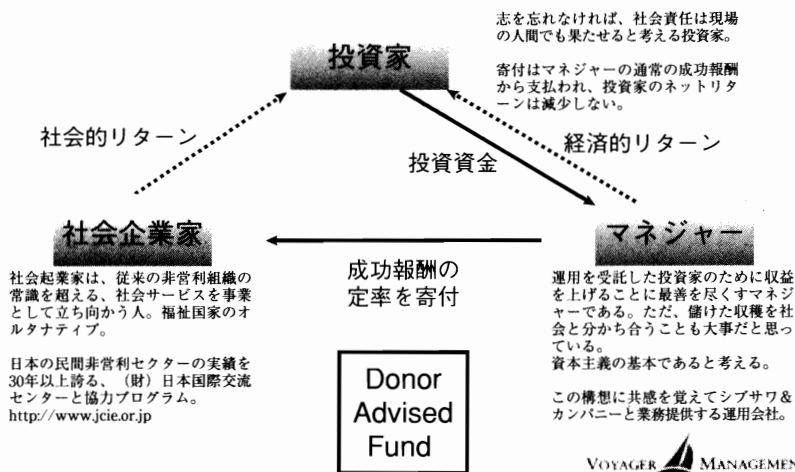 志を忘れなければ、社会責任は現場
の人間でも果たせると考える投資家。
寄付はマネジャーの通常の成功報酬
から支払われ、投資家のネットリタ
ーンは減少しない。
投資家
社会的リターン
経済的リターン
投資資金
社会企業家
マネジャー
成功報酬の
定率を寄付
社会起業家は、従来の非営利組織の
常識を超える、社会サービスを事業
として立ち向かう人。福祉国家のオ
ルタナティブ。
日本の民間非営利セクターの実績を
30年以上誇る、（財）日本国際交流
センターと協力プログラム。
http://www.jcie.or.jp
Donor
Advised
Fund
運用を受託した投資家のために収益
を上げることに最善を尽くすマネジ
ャーである。ただ、儲けた収穫を社
会と分かち合うことも大事だと思っ
ている。
資本主義の基本であると考える。
この構想に共感を覚えてシブサワ＆
カンパニーと業務提供する運用会社。
VOYAGER MANAGEMEN